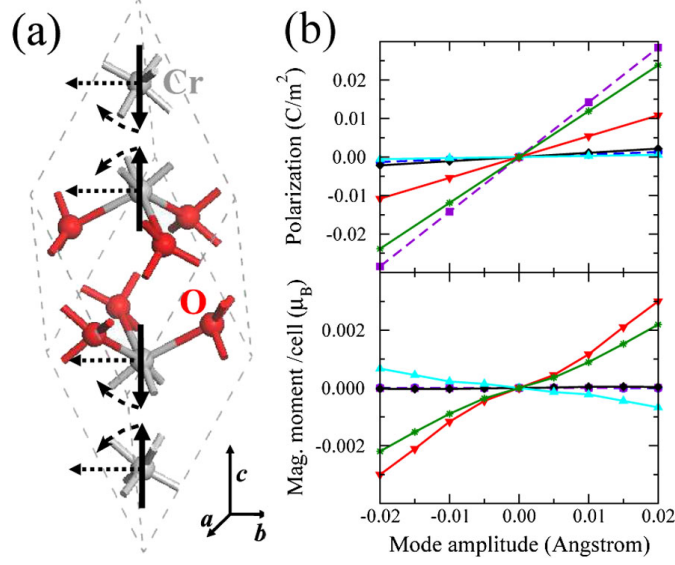 (a)
Cr
O
c
a
b
(b)
Polarization (C/m²)
0.02
0.01
0.00
-0.01
-0.02
Mag. moment /cell (μB)
0.002
0.000
-0.002
-0.02 -0.01 0.00 0.01 0.02
Mode amplitude (Angstrom)